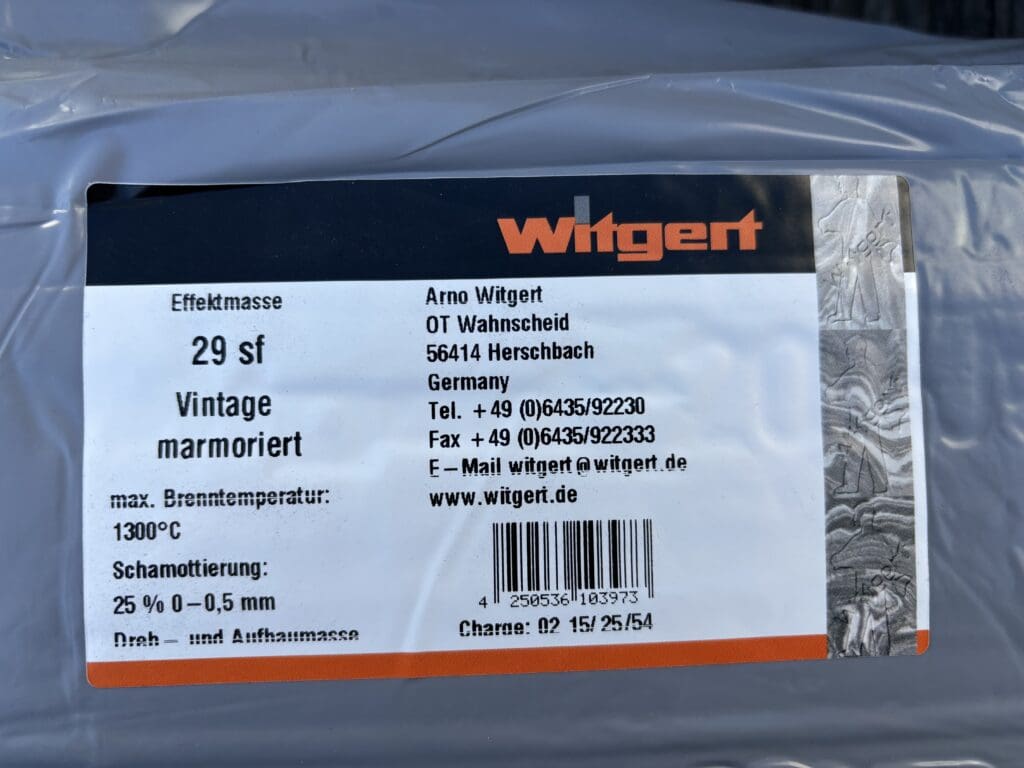 Witgert
Effektmasse
29 sf
Vintage
marmoriert
max. Brenntemperatur:
1300°C
Schamottierung:
25 % 0–0,5 mm
Dreh – und Aufbaumasse
Arno Witgert
OT Wahnscheid
56414 Herschbach
Germany
Tel. +49 (0)6435/92230
Fax +49 (0)6435/922333
E–Mail witgert@witgert.de
www.witgert.de
4 250536 103973
Charge: 02 15/25/54